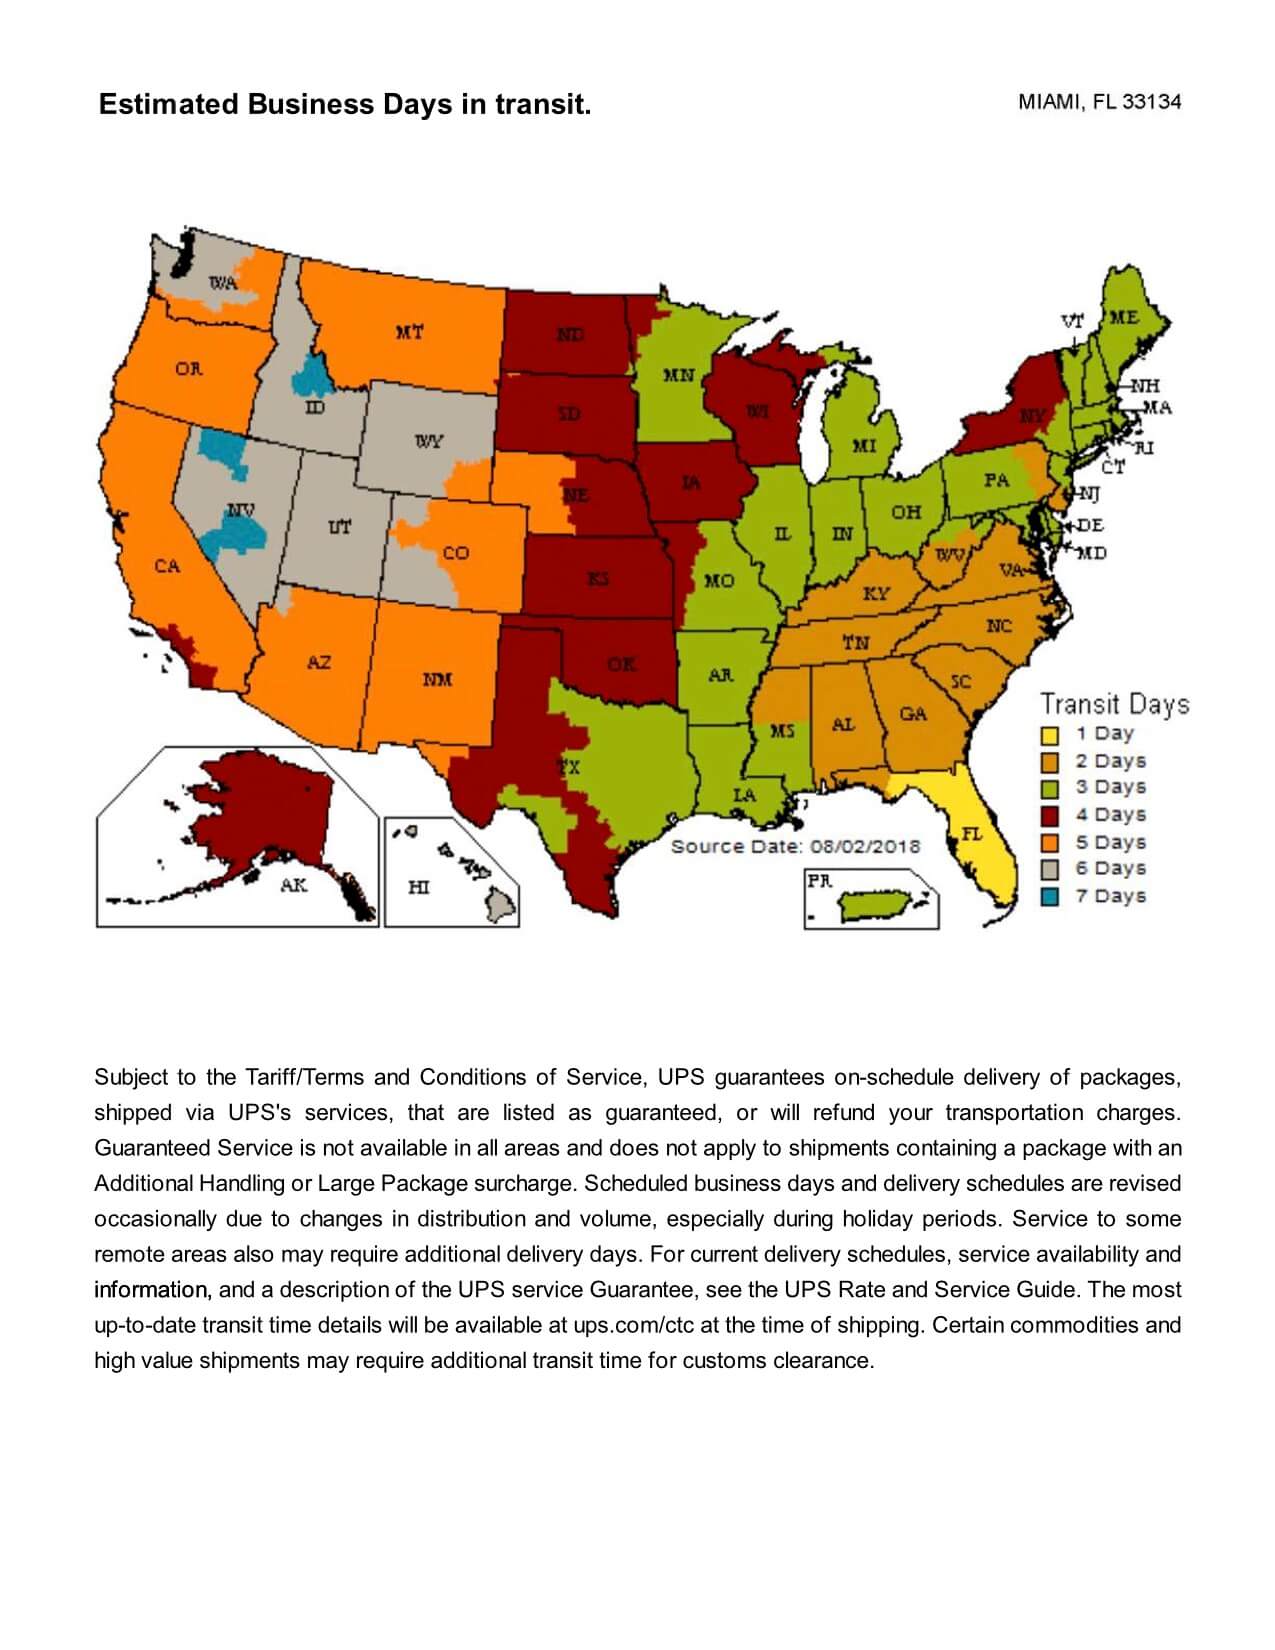 Estimated Business Days in transit.
MIAMI, FL 33134
WA
MT
ND
MN
VT
ME
OR
ID
SD
WI
MI
NY
NH
MA
RI
CT
WY
NE
IA
PA
NJ
NV
UT
CO
IL
IN
OH
DE
MD
CA
KS
MO
KY
WV
VA
AZ
NM
OK
AR
TN
NC
SC
TX
MS
AL
GA
LA
FL
AK
HI
PR
Source Date: 08/02/2018
Transit Days
1 Day
2 Days
3 Days
4 Days
5 Days
6 Days
7 Days
Subject to the Tariff/Terms and Conditions of Service, UPS guarantees on-schedule delivery of packages,
shipped via UPS's services, that are listed as guaranteed, or will refund your transportation charges.
Guaranteed Service is not available in all areas and does not apply to shipments containing a package with an
Additional Handling or Large Package surcharge. Scheduled business days and delivery schedules are revised
occasionally due to changes in distribution and volume, especially during holiday periods. Service to some
remote areas also may require additional delivery days. For current delivery schedules, service availability and
information, and a description of the UPS service Guarantee, see the UPS Rate and Service Guide. The most
up-to-date transit time details will be available at ups.com/ctc at the time of shipping. Certain commodities and
high value shipments may require additional transit time for customs clearance.